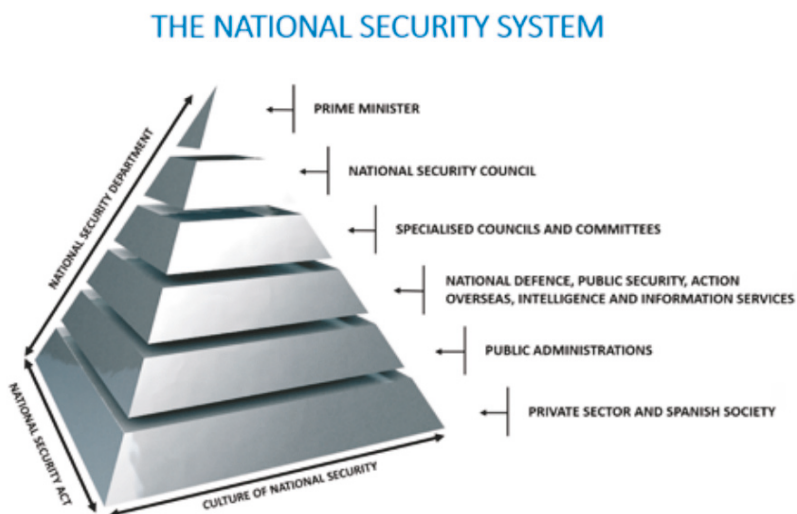 THE NATIONAL SECURITY SYSTEM
PRIME MINISTER
NATIONAL SECURITY COUNCIL
SPECIALISED COUNCILS AND COMMITTEES
NATIONAL DEFENCE, PUBLIC SECURITY, ACTION
OVERSEAS, INTELLIGENCE AND INFORMATION SERVICES
PUBLIC ADMINISTRATIONS
PRIVATE SECTOR AND SPANISH SOCIETY
NATIONAL SECURITY DEPARTMENT
NATIONAL SECURITY ACT
CULTURE OF NATIONAL SECURITY